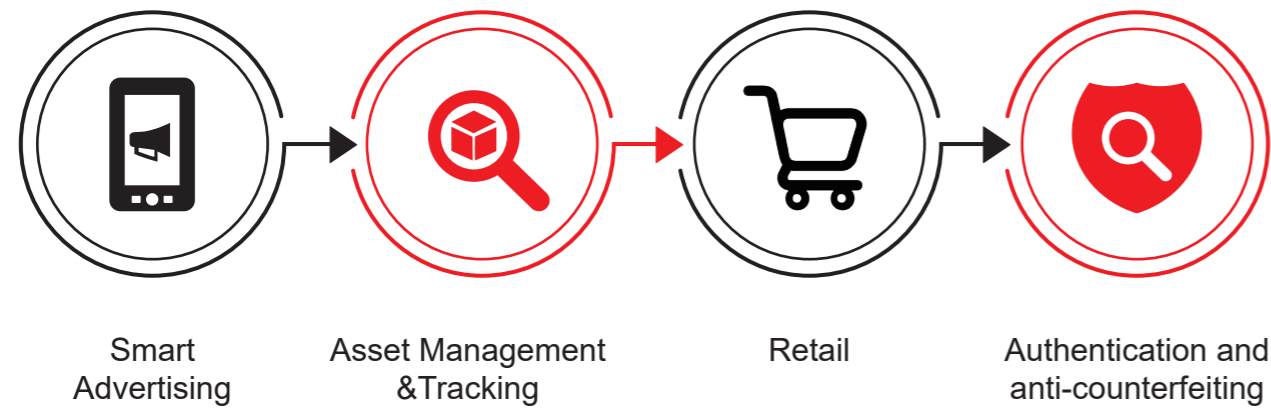 Smart
Advertising
Asset Management
&Tracking
Retail
Authentication and
anti-counterfeiting